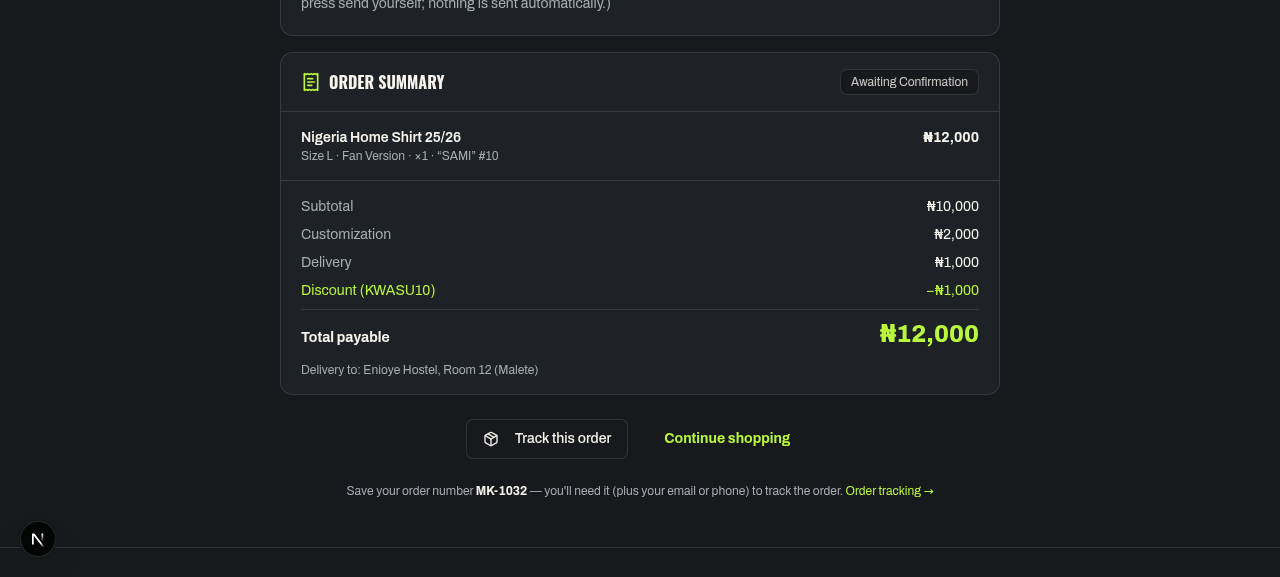 press send yourself; nothing is sent automatically.)
ORDER SUMMARY
Awaiting Confirmation
Nigeria Home Shirt 25/26
₦12,000
Size L · Fan Version · ×1 · “SAMI” #10
Subtotal
₦10,000
Customization
₦2,000
Delivery
₦1,000
Discount (KWASU10)
−₦1,000
Total payable
₦12,000
Delivery to: Enioye Hostel, Room 12 (Malete)
Track this order
Continue shopping
Save your order number MK-1032 — you'll need it (plus your email or phone) to track the order. Order tracking →
N